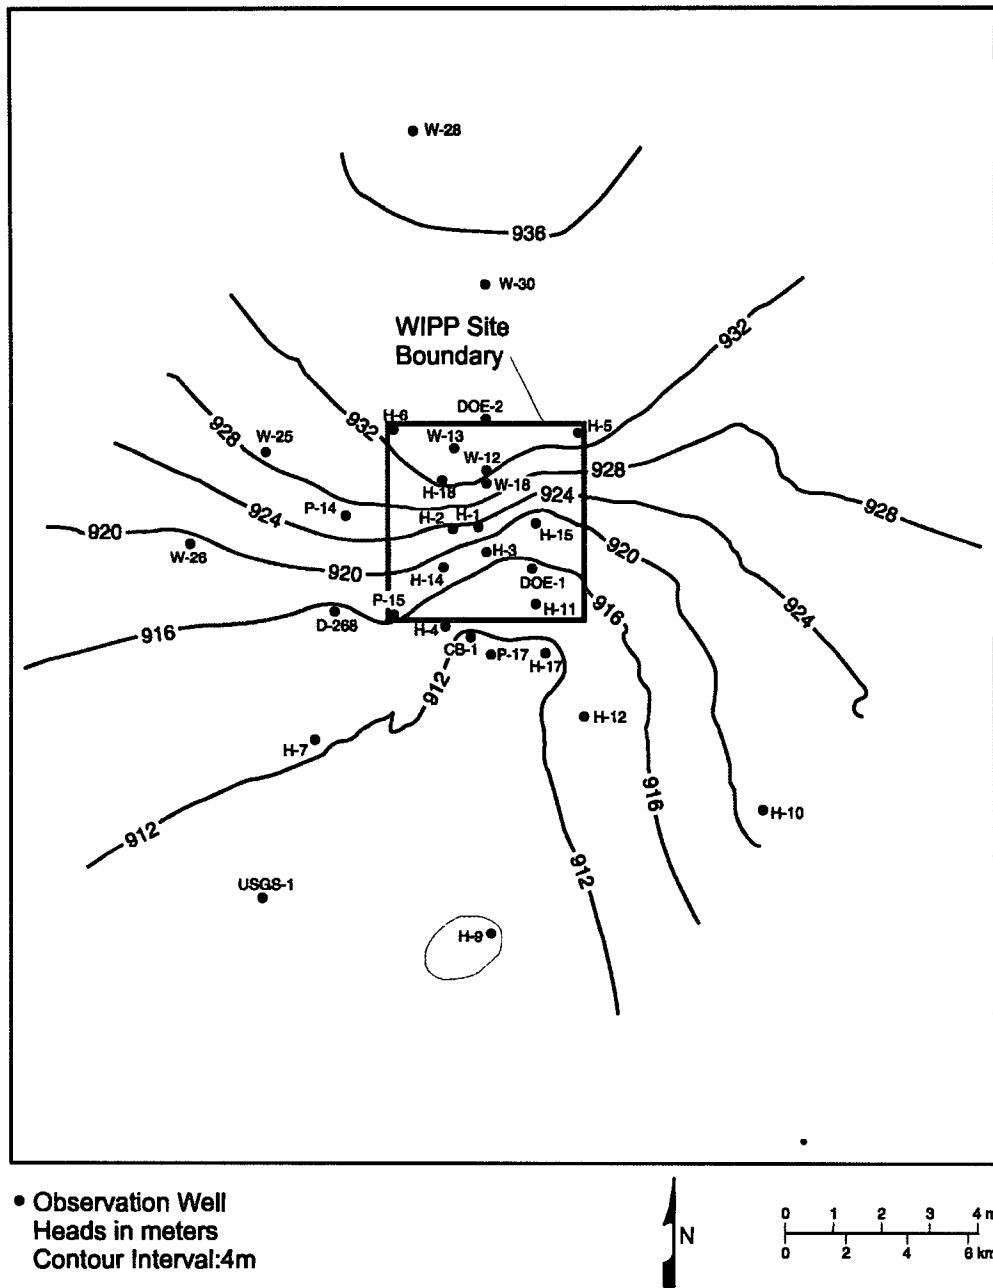 W-28
936
W-30
WIPP Site
Boundary
932
H-6
DOE-2
H-5
932
W-13
928
W-25
W-12
928
H-18
W-18
924
P-14
924
H-2
H-1
928
920
H-15
920
W-26
H-3
920
H-14
DOE-1
P-15
H-11
916
924
D-268
916
H-4
CB-1
P-17
H-17
912
H-12
H-7
916
H-10
912
912
USGS-1
H-9
Observation Well
Heads in meters
Contour Interval:4m
N
0 1 2 3 4
0 2 4 6 km